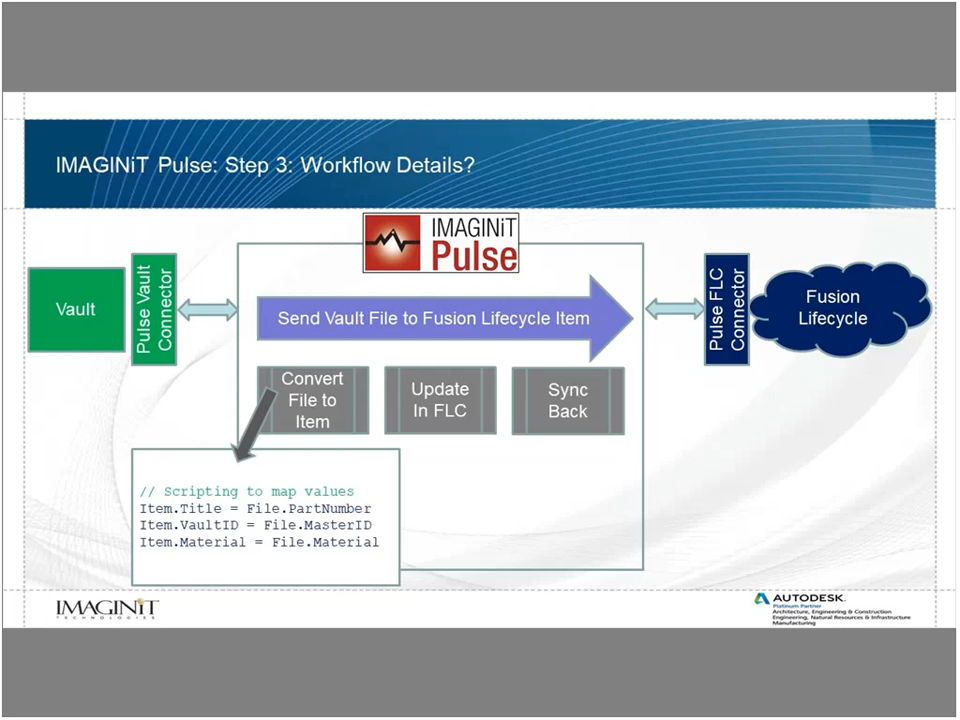 IMAGINiT Pulse: Step 3: Workflow Details?
IMAGINiT
Pulse
Vault
Pulse Vault
Connector
Send Vault File to Fusion Lifecycle Item
Pulse FLC
Connector
Fusion
Lifecycle
Convert
File to
Item
Update
In FLC
Sync
Back
// Scripting to map values
Item.Title = File.PartNumber
Item.VaultID = File.MasterID
Item.Material = File.Material
IMAGINiT
TECHNOLOGIES
AUTODESK.
Platinum Partner
Architecture, Engineering & Construction
Engineering, Natural Resources & Infrastructure
Manufacturing